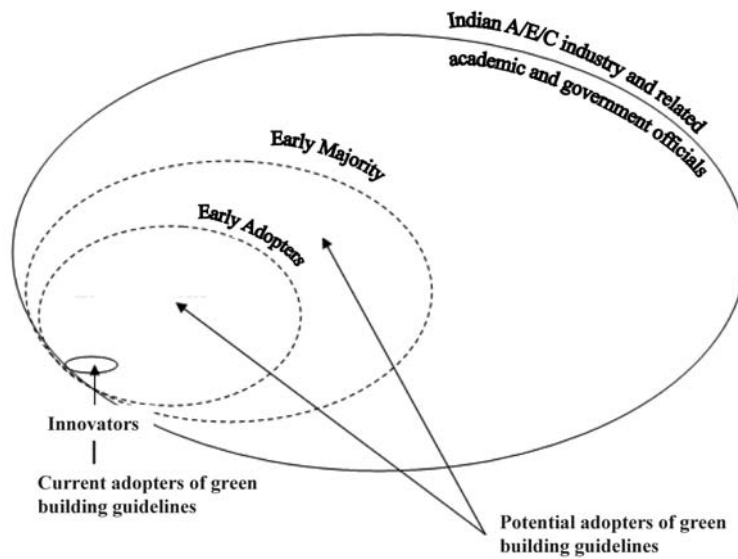 Indian A/E/C industry and related
academic and government officials
Early Majority
Early Adopters
Innovators
Current adopters of green
building guidelines
Potential adopters of green
building guidelines